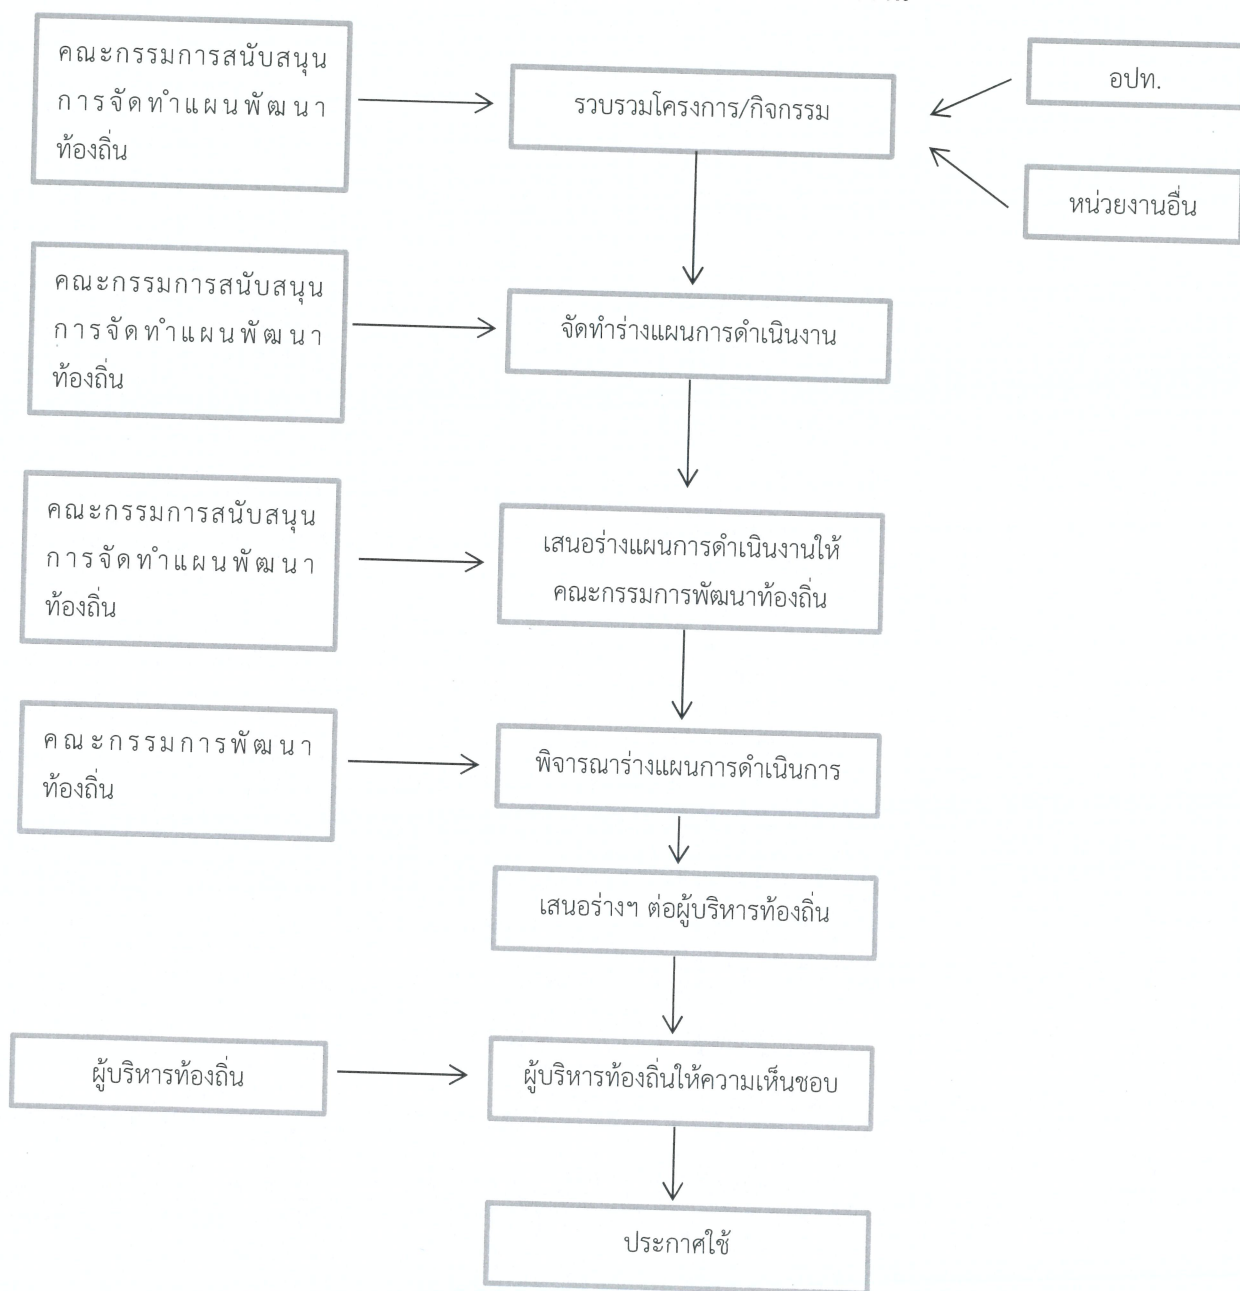 คณะกรรมการสนับสนุน
การจัดทำแผนพัฒนา
ท้องถิ่น
รวบรวมโครงการ/กิจกรรม
อปท.
หน่วยงานอื่น
คณะกรรมการสนับสนุน
การจัดทำแผนพัฒนา
ท้องถิ่น
จัดทำร่างแผนการดำเนินงาน
คณะกรรมการสนับสนุน
การจัดทำแผนพัฒนา
ท้องถิ่น
เสนอร่างแผนการดำเนินงานให้
คณะกรรมการพัฒนาท้องถิ่น
คณะกรรมการพัฒนา
ท้องถิ่น
พิจารณาร่างแผนการดำเนินการ
เสนอร่างฯ ต่อผู้บริหารท้องถิ่น
ผู้บริหารท้องถิ่น
ผู้บริหารท้องถิ่นให้ความเห็นชอบ
ประกาศใช้